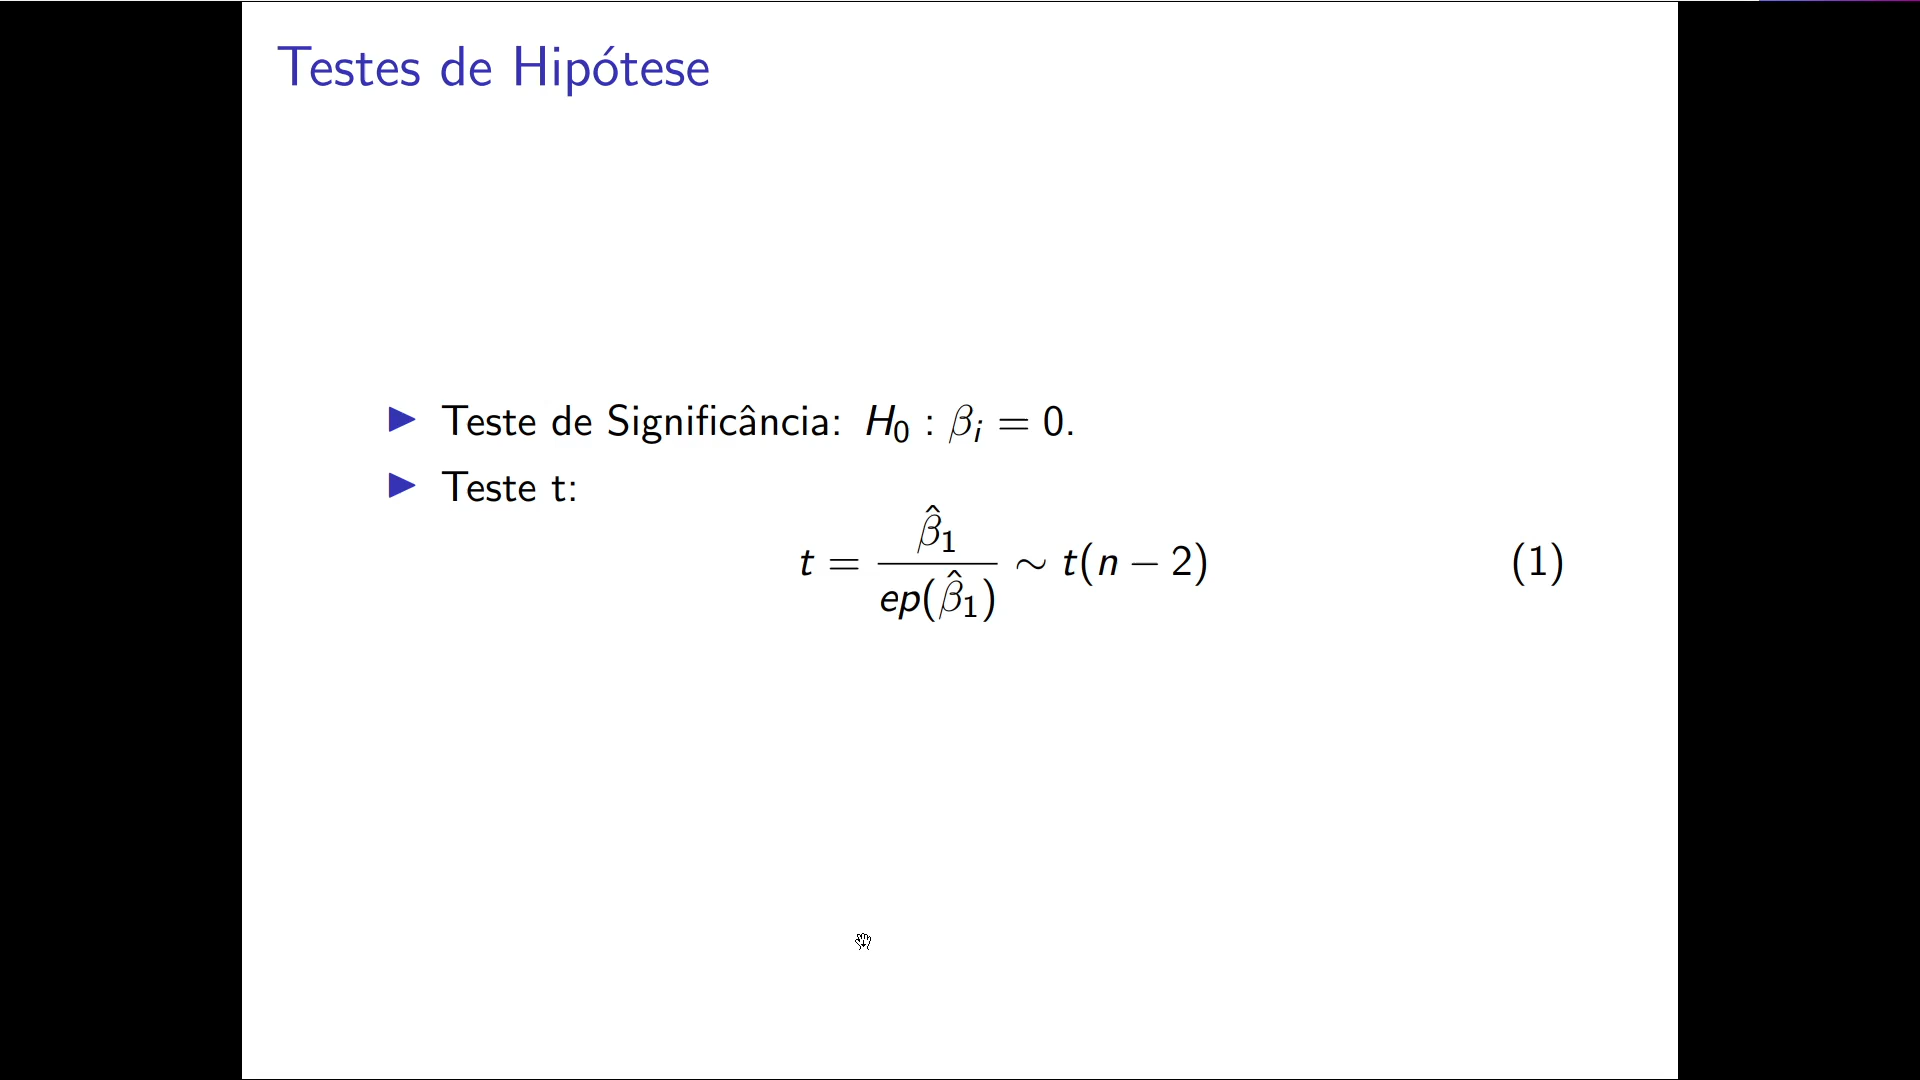 Testes de Hipótese
▶ Teste de Significância: H₀ : βᵢ = 0.
▶ Teste t:
t = β̂₁ / ep(β̂₁) ∼ t(n − 2) (1)